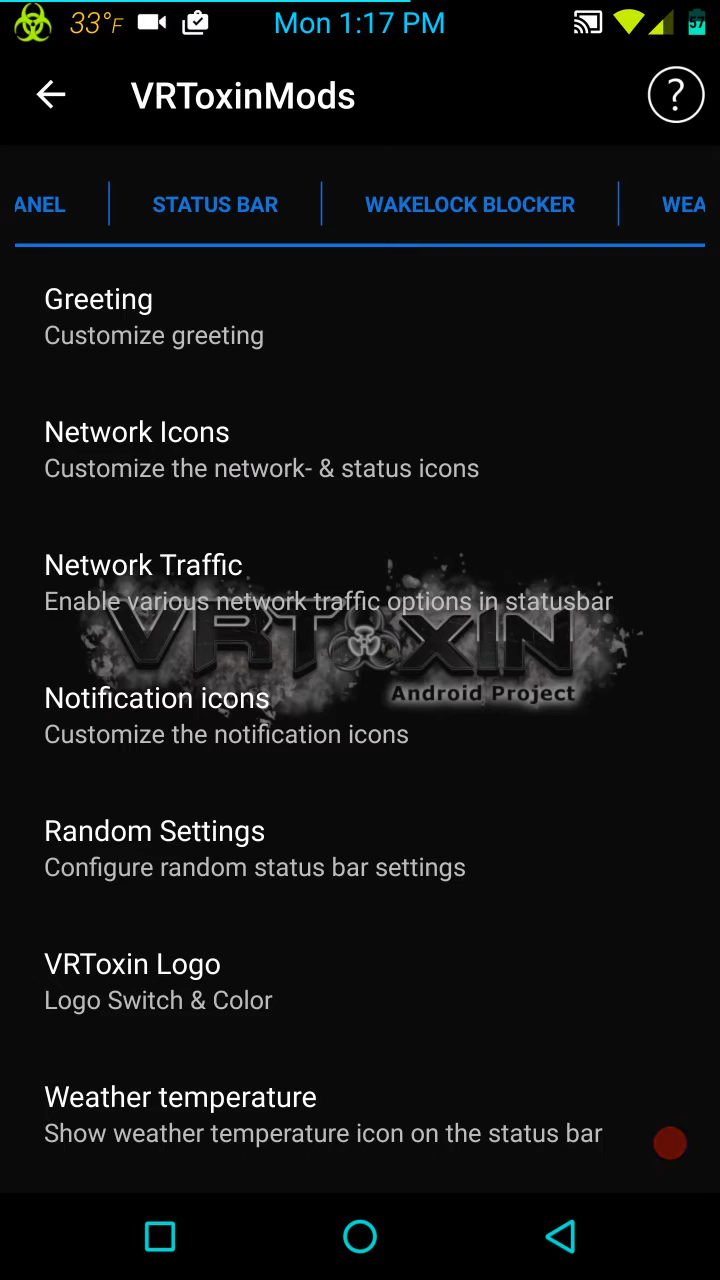 33°F Mon 1:17 PM 57
VRToxinMods ?
ANEL STATUS BAR WAKELOCK BLOCKER WEA
Greeting
Customize greeting
Network Icons
Customize the network- & status icons
Network Traffic
Enable various network traffic options in statusbar
VRTOXIN
Android Project
Notification icons
Customize the notification icons
Random Settings
Configure random status bar settings
VRToxin Logo
Logo Switch & Color
Weather temperature
Show weather temperature icon on the status bar